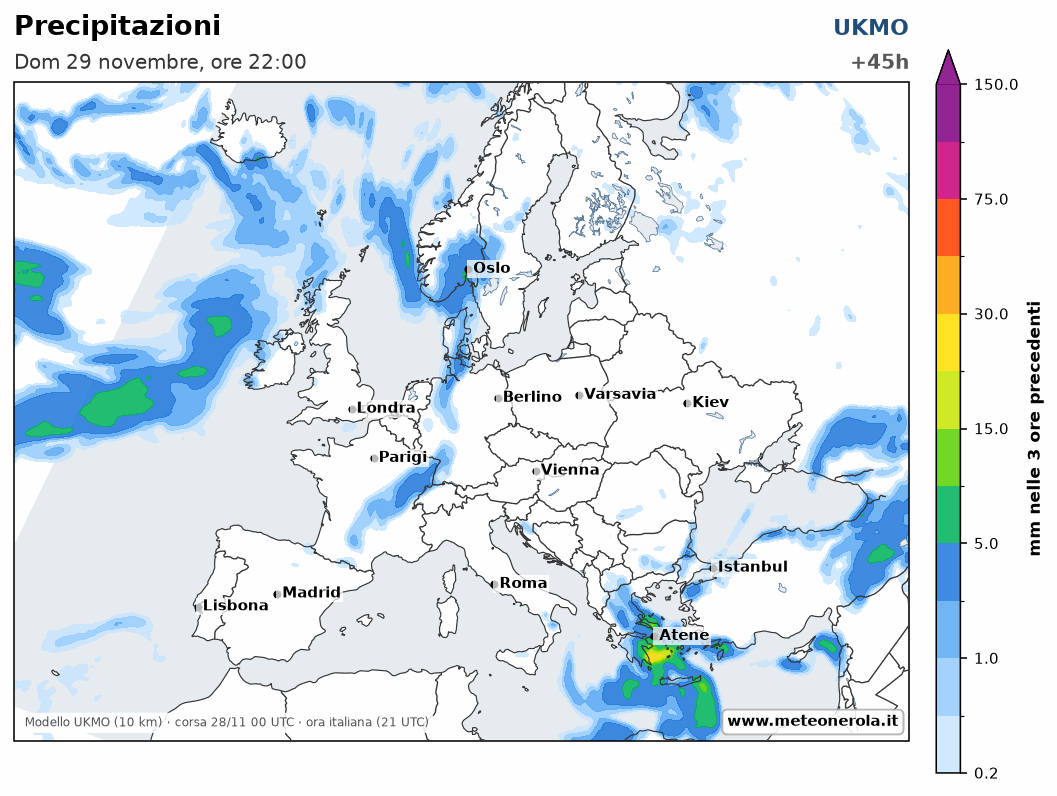 Precipitazioni
UKMO
Dom 29 novembre, ore 22:00
+45h
150.0
75.0
30.0
15.0
5.0
1.0
0.2
mm nelle 3 ore precedenti
Oslo
Berlino
Varsavia
Kiev
Londra
Parigi
Vienna
Istanbul
Roma
Madrid
Lisbona
Atene
Modello UKMO (10 km) · corsa 28/11 00 UTC · ora italiana (21 UTC)
www.meteonerola.it